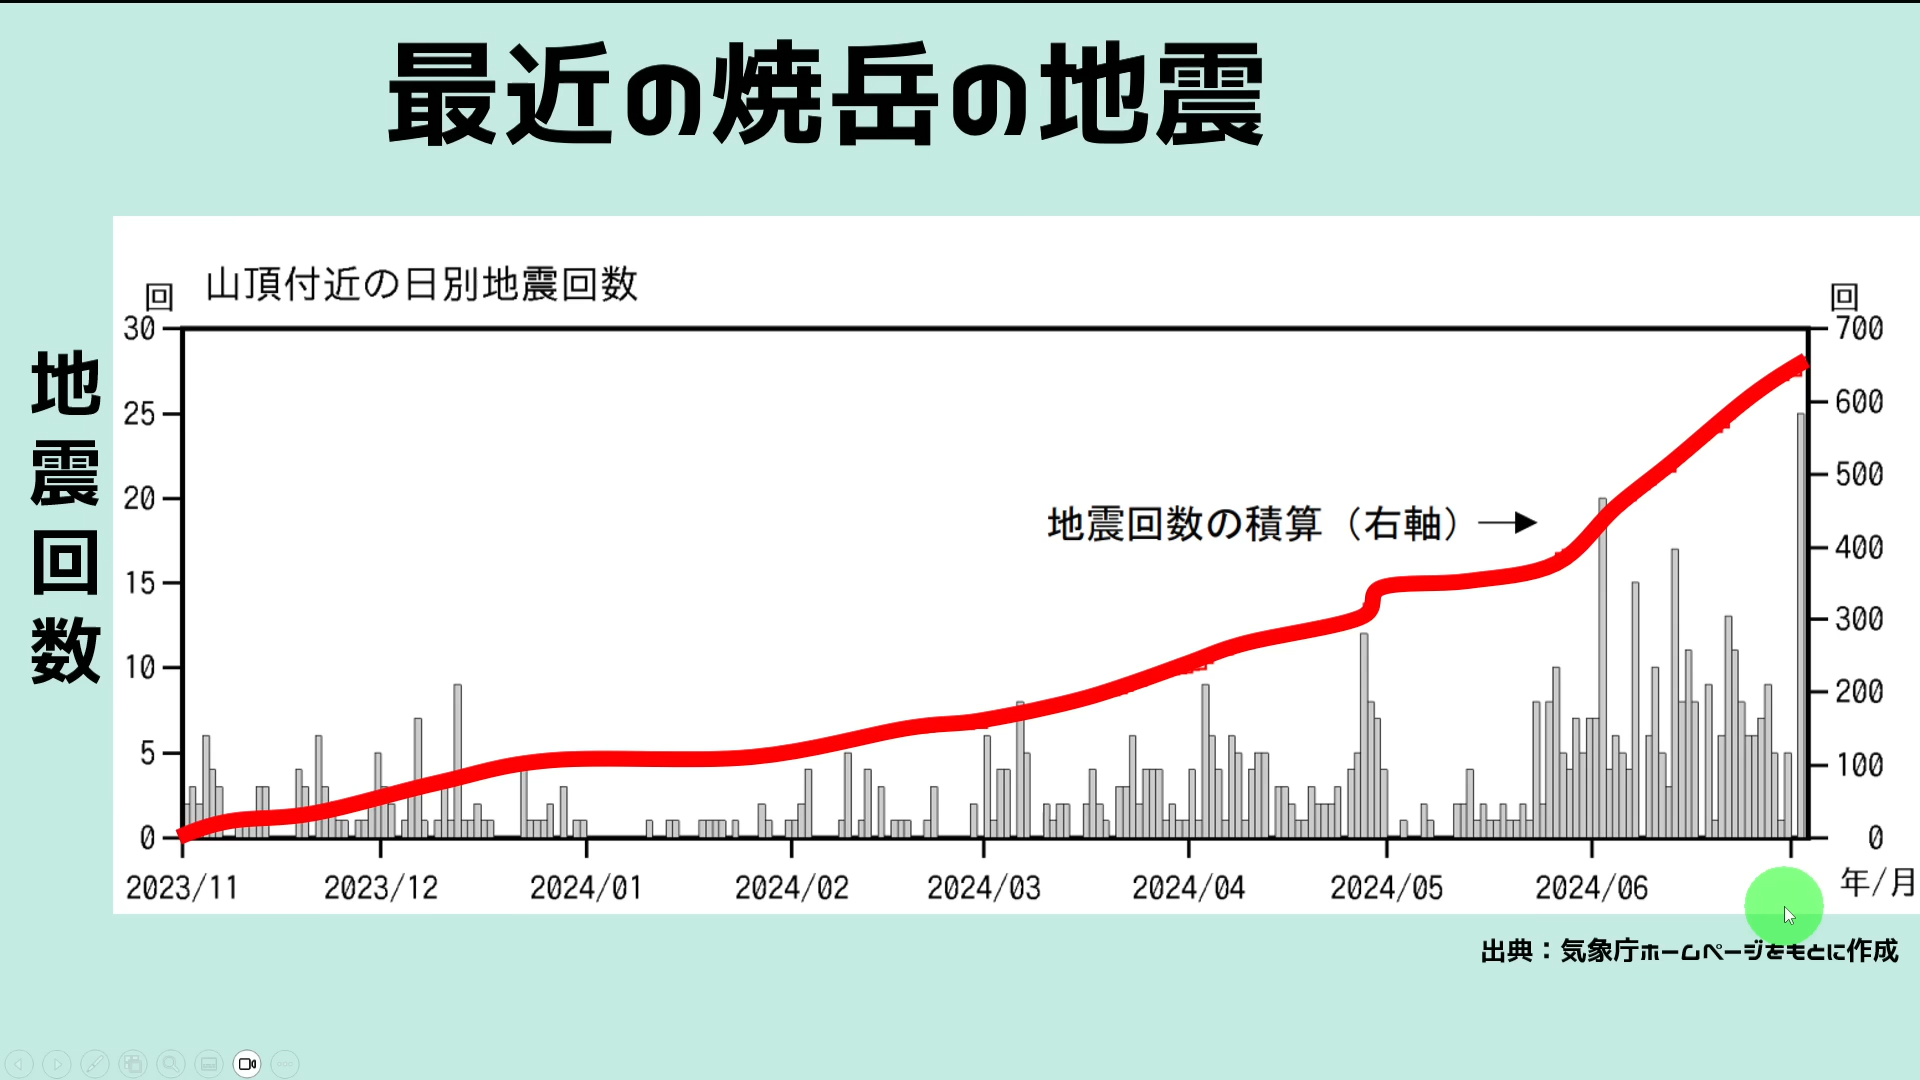 最近の焼岳の地震
地震回数
回 山頂付近の日別地震回数 回
30 700
25 600
20 500
15 400
10 300
5 200
0 100
0
地震回数の積算（右軸）
2023/11 2023/12 2024/01 2024/02 2024/03 2024/04 2024/05 2024/06 年/月
出典：気象庁ホームページをもとに作成